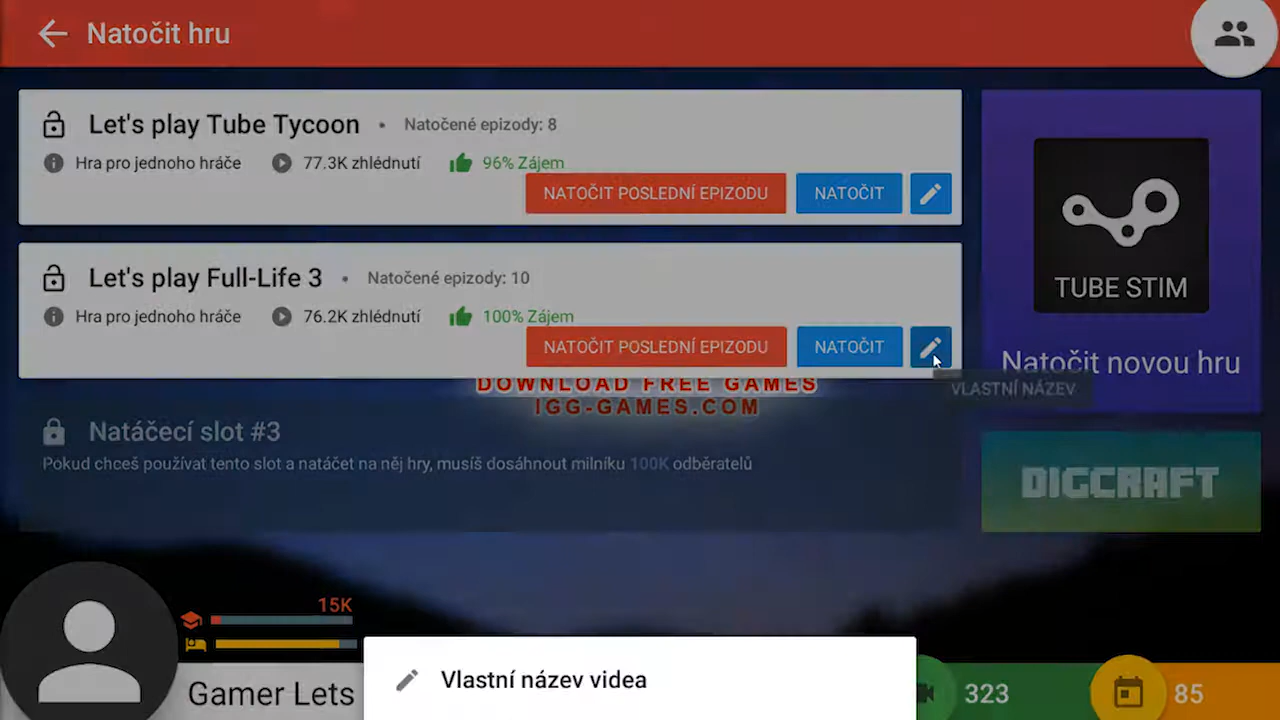 Natočit hru
Let's play Tube Tycoon • Natočené epizody: 8
Hra pro jednoho hráče 77.3K zhlédnutí 96% Zájem
NATOČIT POSLEDNÍ EPIZODU NATOČIT
Let's play Full-Life 3 • Natočené epizody: 10
Hra pro jednoho hráče 76.2K zhlédnutí 100% Zájem
NATOČIT POSLEDNÍ EPIZODU NATOČIT
TUBE STIM
Natočit novou hru
VLASTNÍ NÁZEV
DOWNLOAD FREE GAMES
IGG-GAMES.COM
Natáčecí slot #3
Pokud chceš používat tento slot a natáčet na něj hry, musíš dosáhnout milníku 100K odběratelů
DIGCRAFT
15K
Gamer Lets
Vlastní název videa
323
85